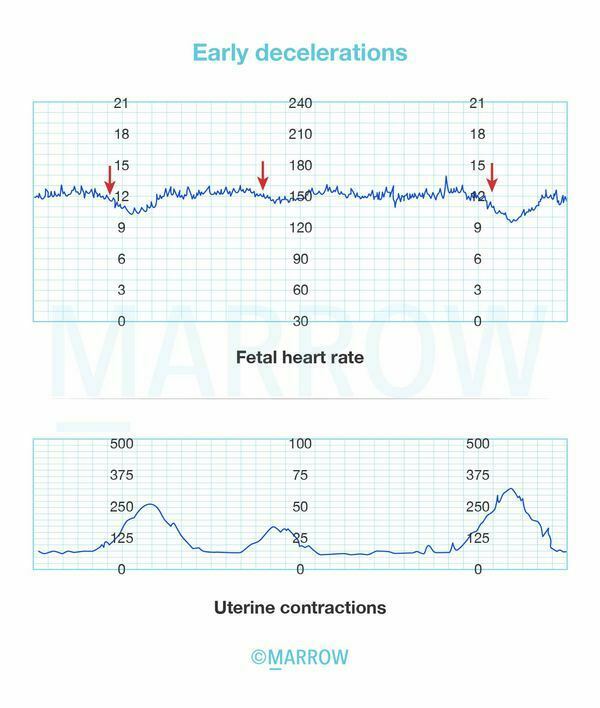 Early decelerations
21 240 21
18 210 18
15 180 15
12 150 12
9 120 9
6 90 6
3 60 3
0 30 0
MARROW
Fetal heart rate
500 100 500
375 75 375
250 50 250
125 25 125
0 0 0
Uterine contractions
©MARROW